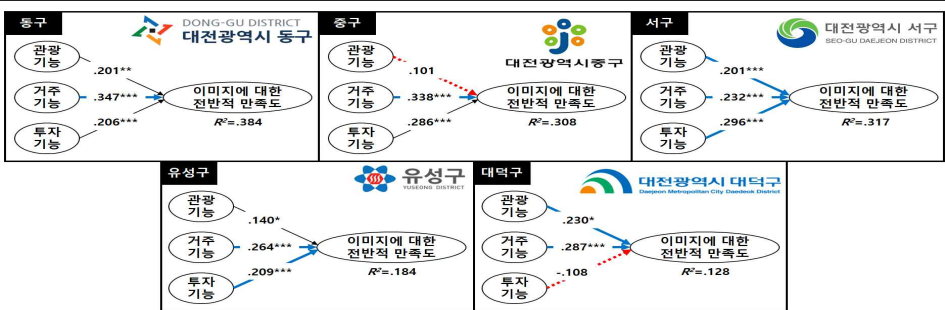 동구
DONG-GU DISTRICT
대전광역시 동구
관광
기능
.201**
거주
기능
.347***
투자
기능
.206***
이미지에 대한
전반적 만족도
R²=.384
중구
대전광역시중구
관광
기능
.101
거주
기능
.338***
투자
기능
.286***
이미지에 대한
전반적 만족도
R²=.308
서구
대전광역시 서구
SEO-GU DAEJEON DISTRICT
관광
기능
.201***
거주
기능
.232***
투자
기능
.296***
이미지에 대한
전반적 만족도
R²=.317
유성구
유성구
YUSEONG DISTRICT
관광
기능
.140*
거주
기능
.264***
투자
기능
.209***
이미지에 대한
전반적 만족도
R²=.184
대덕구
대전광역시 대덕구
Daejeon Metropolitan City Daedeok District
관광
기능
.230*
거주
기능
.287***
투자
기능
-.108
이미지에 대한
전반적 만족도
R²=.128